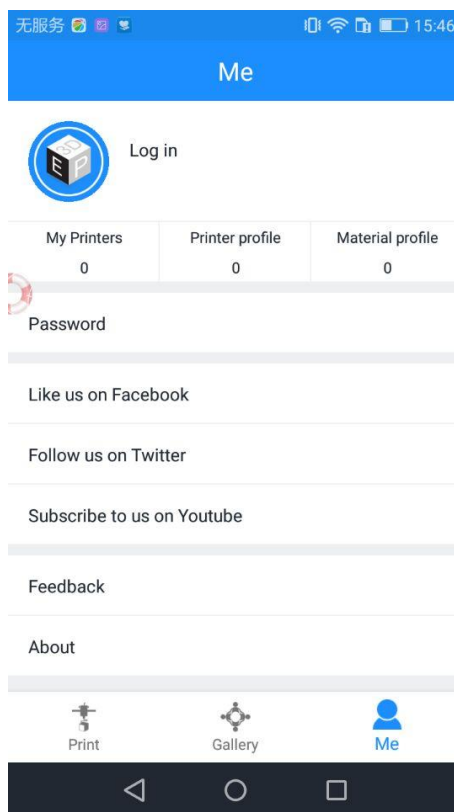 无服务 15:46
Me
3D
E P
Log in
My Printers Printer profile Material profile
0 0 0
Password
Like us on Facebook
Follow us on Twitter
Subscribe to us on Youtube
Feedback
About
Print Gallery Me